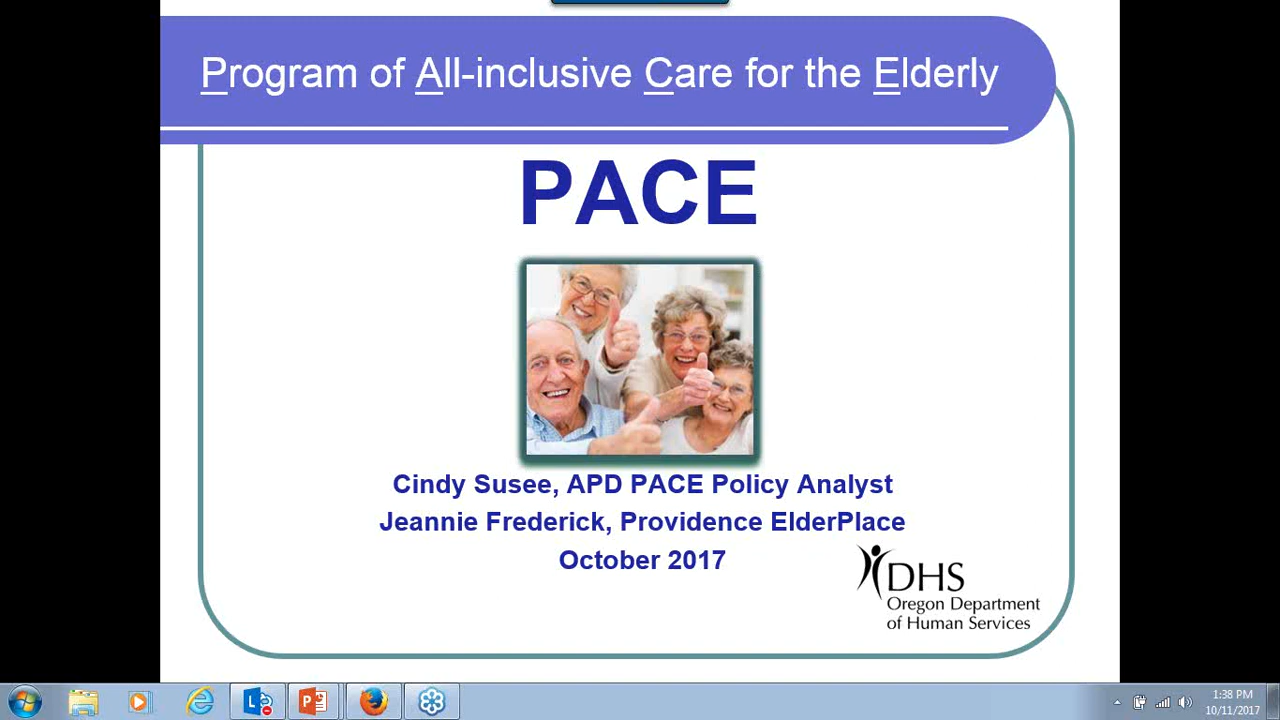 Program of All-inclusive Care for the Elderly
PACE
Cindy Susee, APD PACE Policy Analyst
Jeannie Frederick, Providence ElderPlace
October 2017
DHS
Oregon Department
of Human Services
1:38 PM
10/11/2017